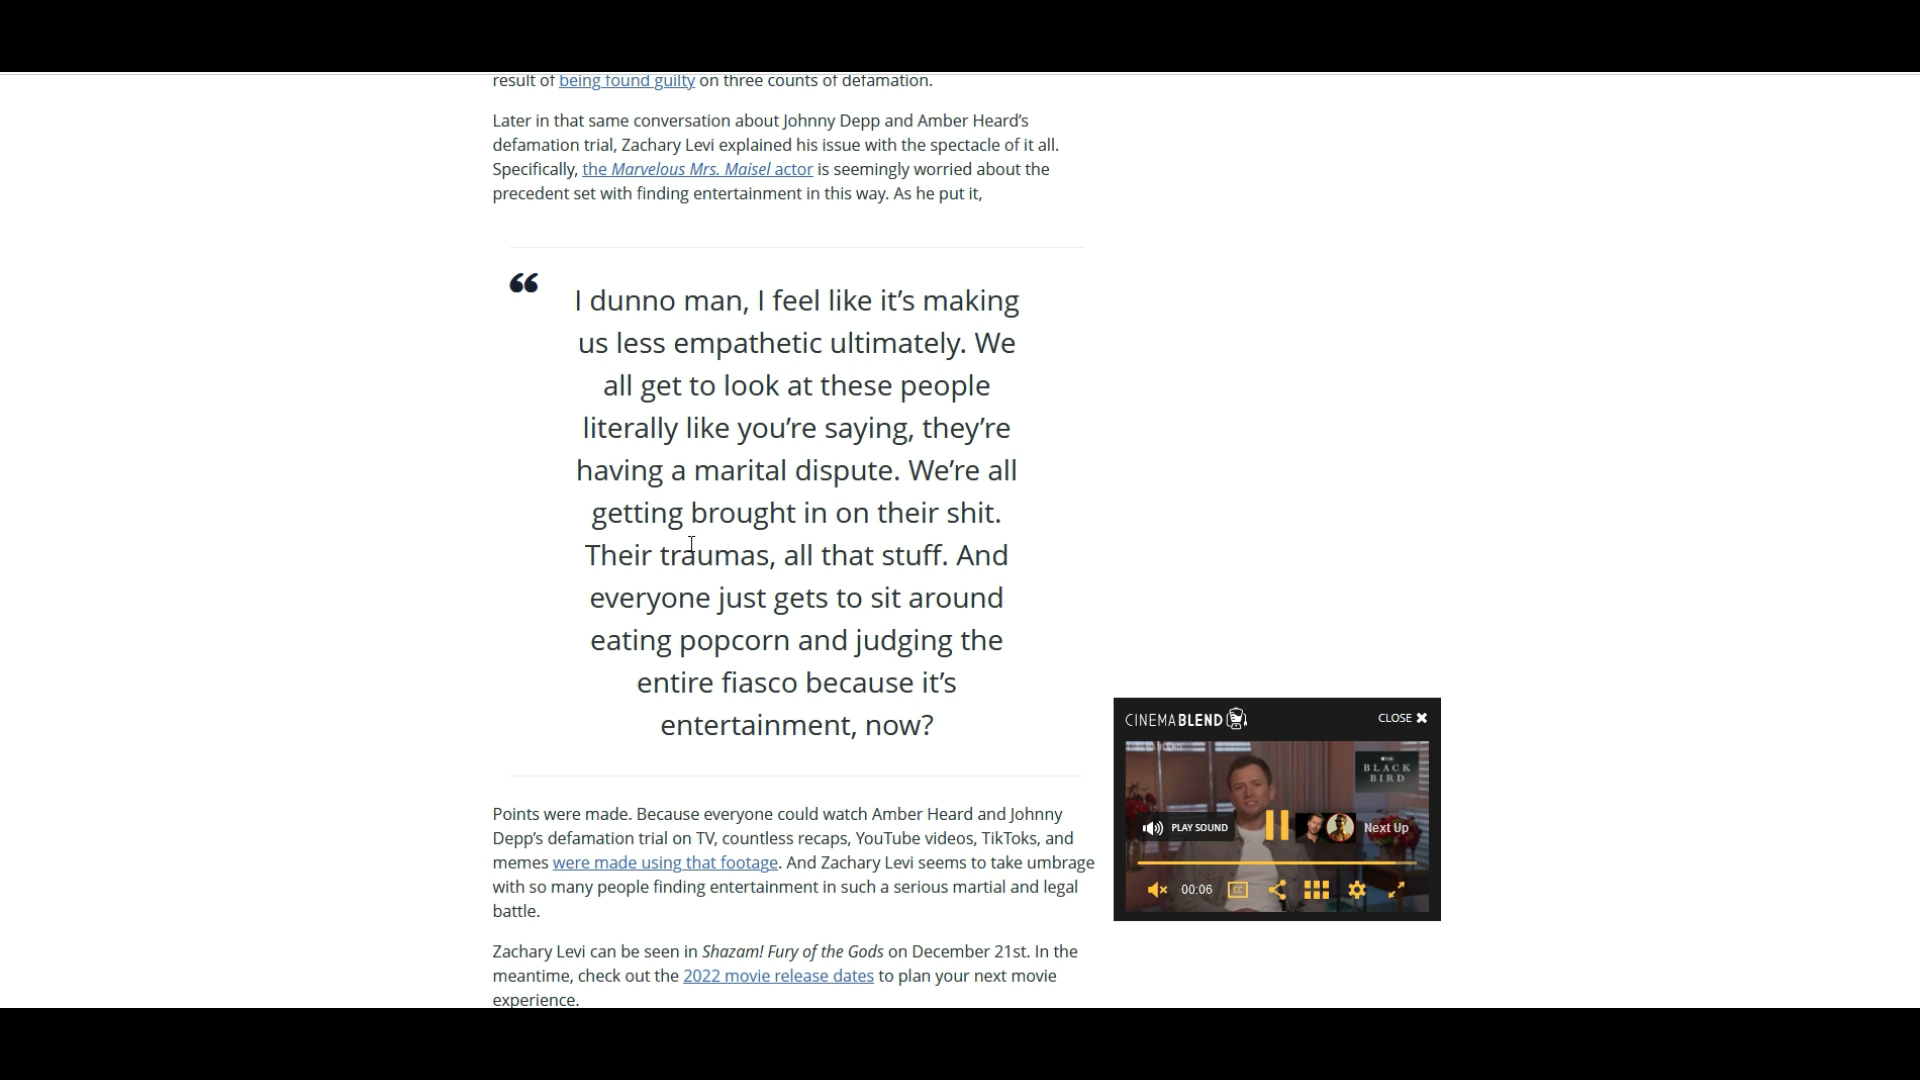 result of being found guilty on three counts of defamation.
Later in that same conversation about Johnny Depp and Amber Heard’s
defamation trial, Zachary Levi explained his issue with the spectacle of it all.
Specifically, the Marvelous Mrs. Maisel actor is seemingly worried about the
precedent set with finding entertainment in this way. As he put it,
“
I dunno man, I feel like it’s making
us less empathetic ultimately. We
all get to look at these people
literally like you’re saying, they’re
having a marital dispute. We’re all
getting brought in on their shit.
Their traumas, all that stuff. And
everyone just gets to sit around
eating popcorn and judging the
entire fiasco because it’s
entertainment, now?
Points were made. Because everyone could watch Amber Heard and Johnny
Depp’s defamation trial on TV, countless recaps, YouTube videos, TikToks, and
memes were made using that footage. And Zachary Levi seems to take umbrage
with so many people finding entertainment in such a serious martial and legal
battle.
Zachary Levi can be seen in Shazam! Fury of the Gods on December 21st. In the
meantime, check out the 2022 movie release dates to plan your next movie
experience.
CINEMABLEND
CLOSE ✖
BLACK
BIRD
PLAY SOUND
Next Up
00:06
CC